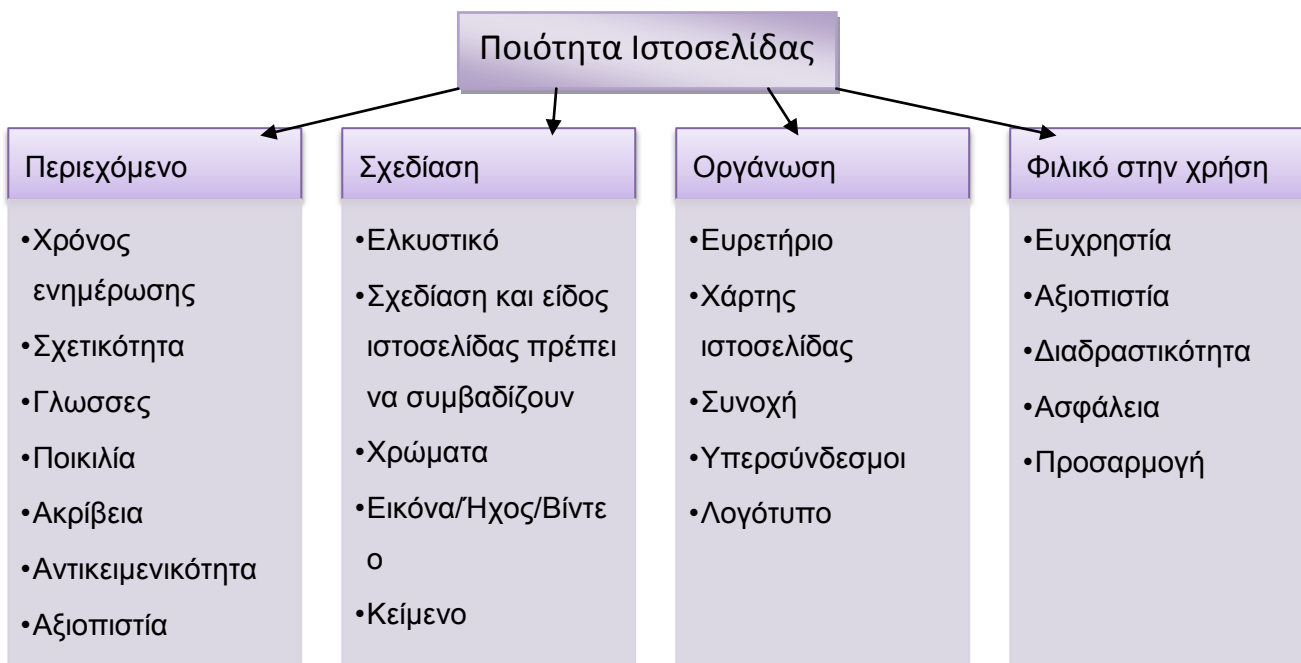 Ποιότητα Ιστοσελίδας
Περιεχόμενο
•Χρόνος
ενημέρωσης
•Σχετικότητα
•Γλωσσες
•Ποικιλία
•Ακρίβεια
•Αντικειμενικότητα
•Αξιοπιστία
Σχεδίαση
•Ελκυστικό
•Σχεδίαση και είδος
ιστοσελίδας πρέπει
να συμβαδίζουν
•Χρώματα
•Εικόνα/Ήχος/Βίντε
ο
•Κείμενο
Οργάνωση
•Ευρετήριο
•Χάρτης
ιστοσελίδας
•Συνοχή
•Υπερσύνδεσμοι
•Λογότυπο
Φιλικό στην χρήση
•Ευχρηστία
•Αξιοπιστία
•Διαδραστικότητα
•Ασφάλεια
•Προσαρμογή